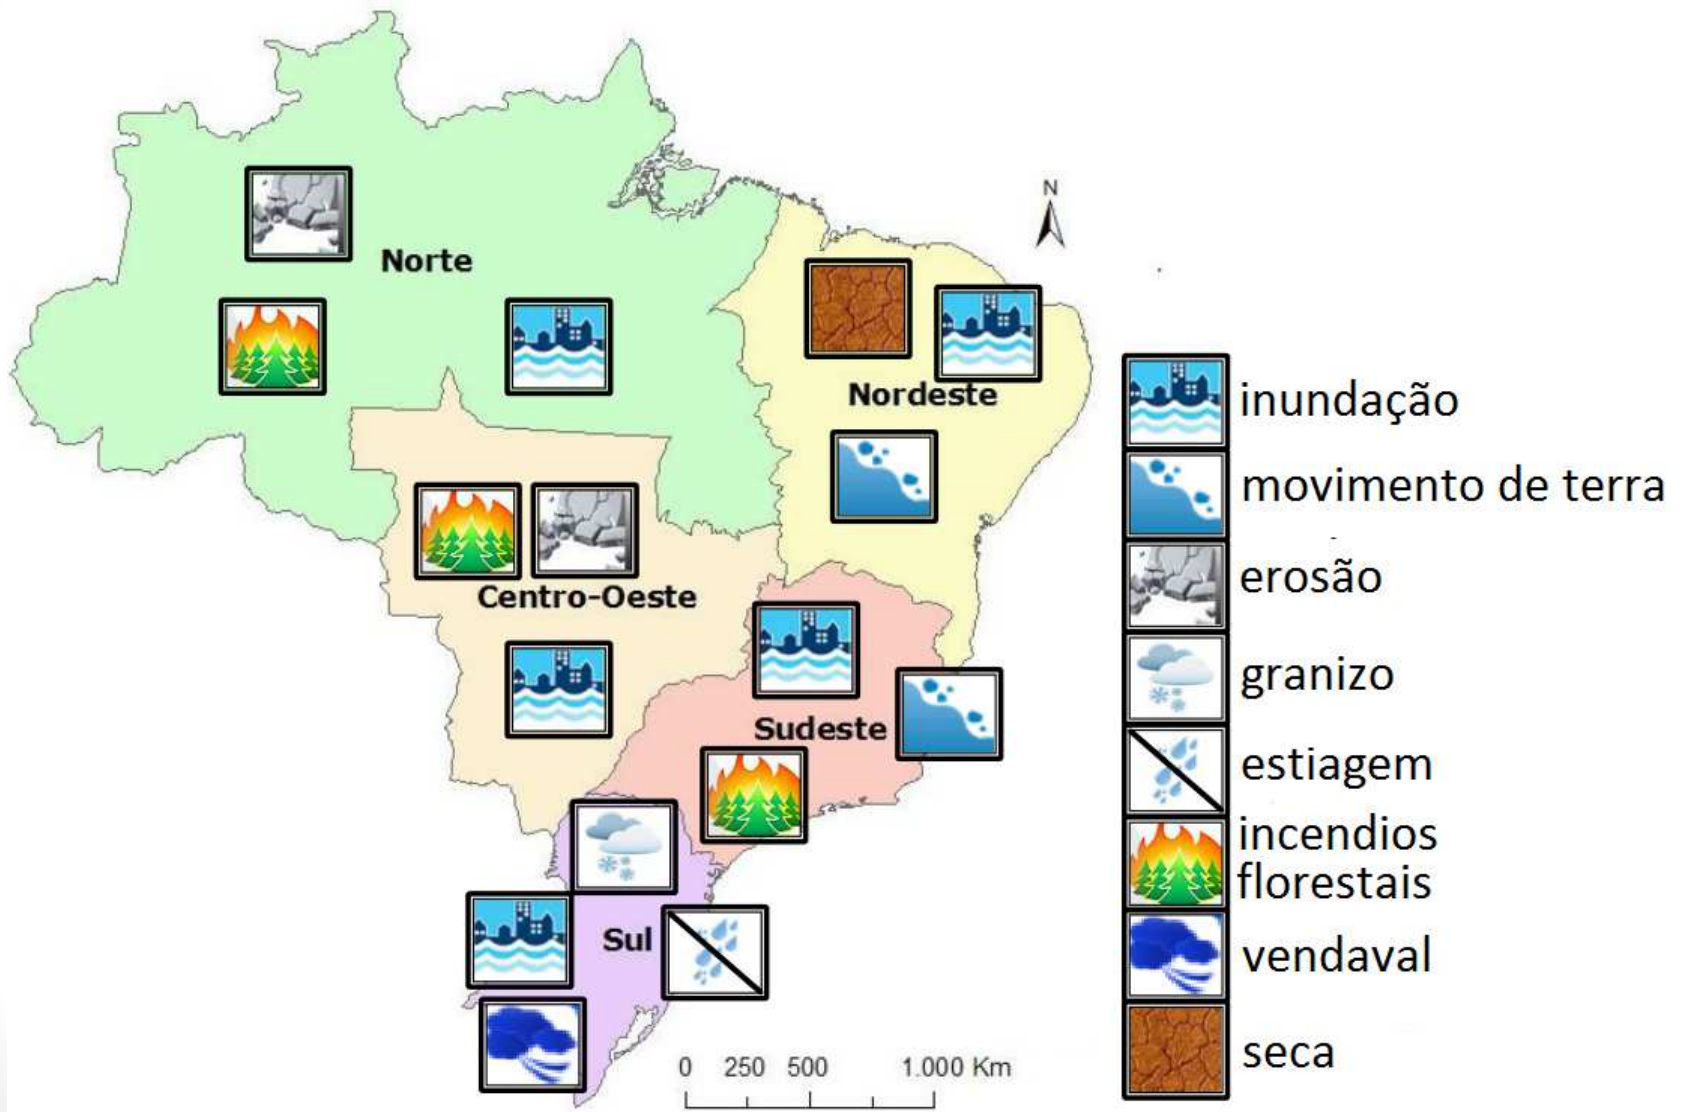 N
Norte
Nordeste
Centro-Oeste
Sudeste
Sul
0 250 500 1.000 Km
inundação
movimento de terra
erosão
granizo
estiagem
incendios
florestais
vendaval
seca